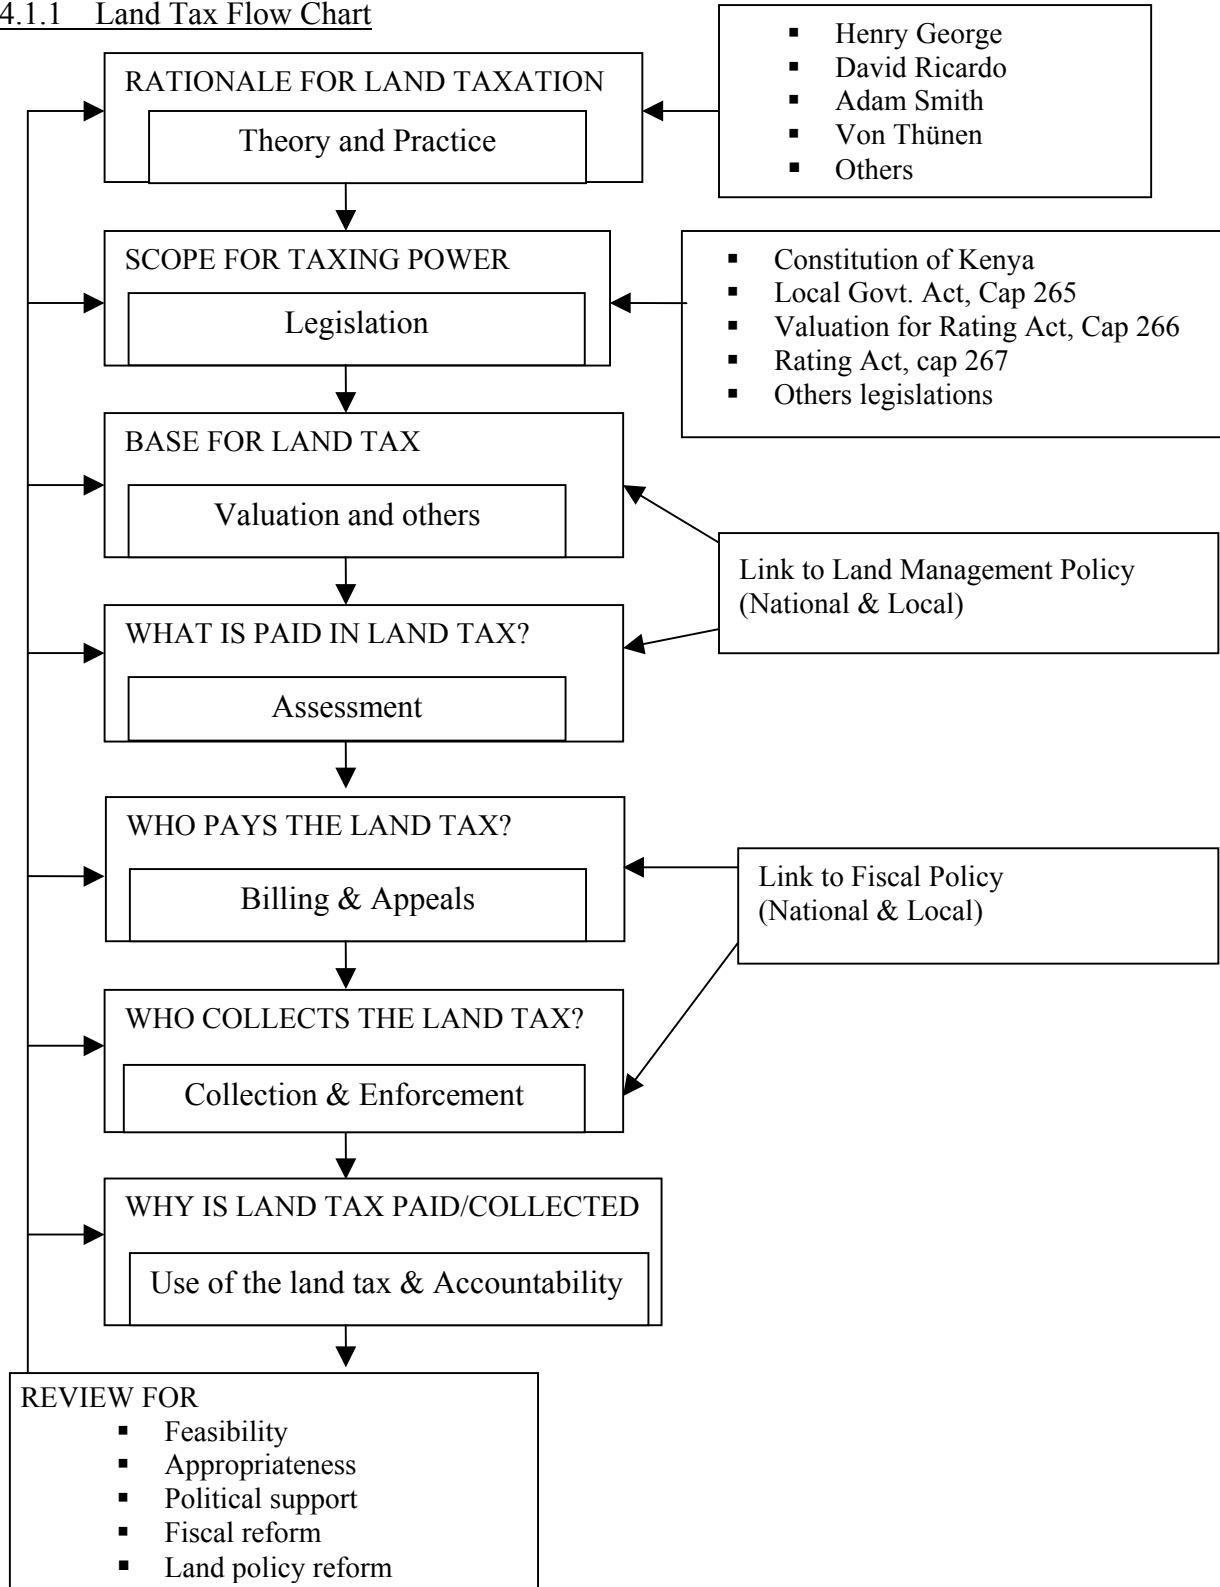 4.1.1 Land Tax Flow Chart
RATIONALE FOR LAND TAXATION
Theory and Practice
▪ Henry George
▪ David Ricardo
▪ Adam Smith
▪ Von Thünen
▪ Others
SCOPE FOR TAXING POWER
Legislation
▪ Constitution of Kenya
▪ Local Govt. Act, Cap 265
▪ Valuation for Rating Act, Cap 266
▪ Rating Act, cap 267
▪ Others legislations
BASE FOR LAND TAX
Valuation and others
Link to Land Management Policy
(National & Local)
WHAT IS PAID IN LAND TAX?
Assessment
WHO PAYS THE LAND TAX?
Billing & Appeals
Link to Fiscal Policy
(National & Local)
WHO COLLECTS THE LAND TAX?
Collection & Enforcement
WHY IS LAND TAX PAID/COLLECTED
Use of the land tax & Accountability
REVIEW FOR
▪ Feasibility
▪ Appropriateness
▪ Political support
▪ Fiscal reform
▪ Land policy reform